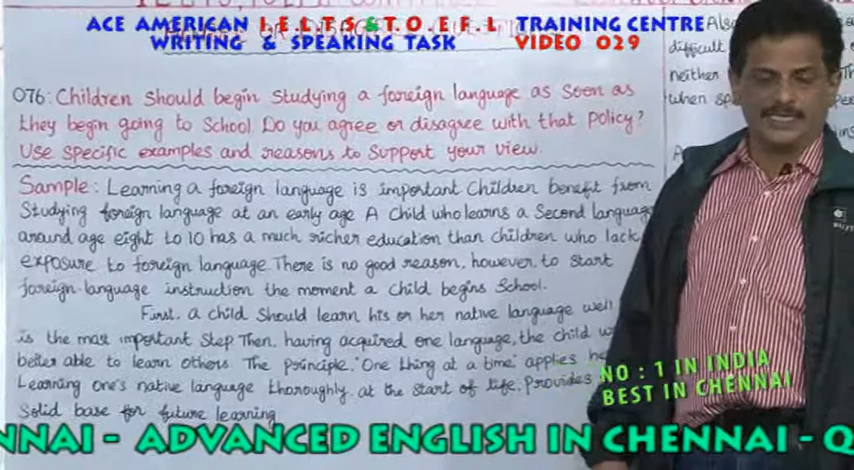 ACE AMERICAN I.E.L.T.S & T.O.E.F.L TRAINING CENTRE
WRITING & SPEAKING TASK VIDEO 029
Also
difficult
neither
when
076: Children should begin studying a foreign language as soon as
they begin going to school. Do you agree or disagree with that policy?
Use specific examples and reasons to support your view.
Sample: Learning a foreign language is important Children benefit from
Studying foreign language at an early age A child who learns a second language
around age eight to 10 has a much richer education than children who lack
exposure to foreign language. There is no good reason, however, to start
foreign language instruction the moment a child begins school.
First. a child should learn his or her native language well
is the most important step Then, having acquired one language, the child
better able to learn others The principle. "One thing at a time" applies
Learning one's native language thoroughly. at the start of life, provides
Solid base for future learning
NO : 1 IN INDIA
BEST IN CHENNAI
NNAI - ADVANCED ENGLISH IN CHENNAI - Q